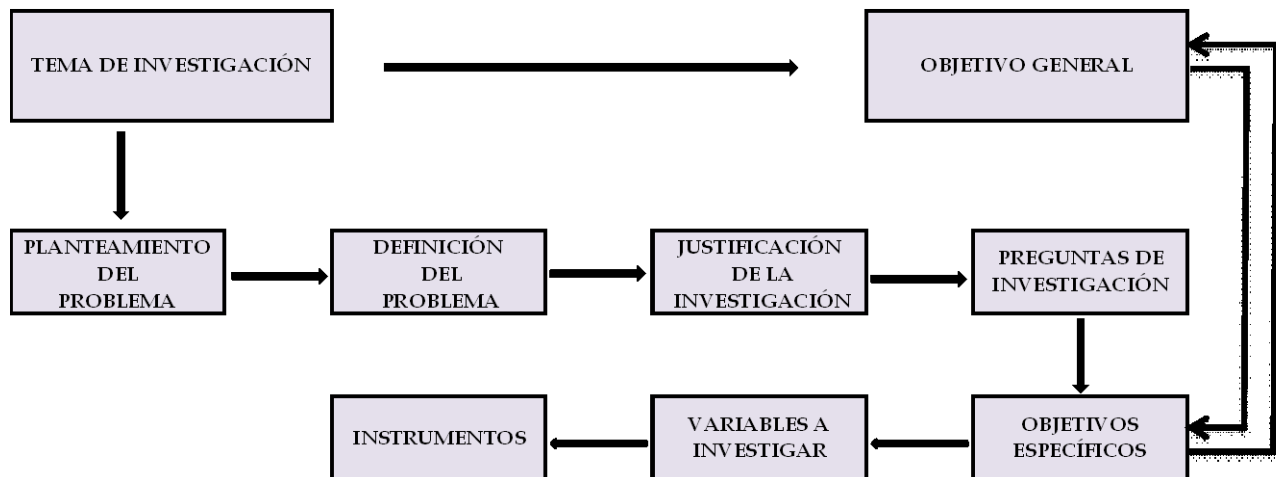 TEMA DE INVESTIGACIÓN
OBJETIVO GENERAL
PLANTEAMIENTO
DEL
PROBLEMA
DEFINICIÓN
DEL
PROBLEMA
JUSTIFICACIÓN
DE LA
INVESTIGACIÓN
PREGUNTAS DE
INVESTIGACIÓN
INSTRUMENTOS
VARIABLES A
INVESTIGAR
OBJETIVOS
ESPECÍFICOS